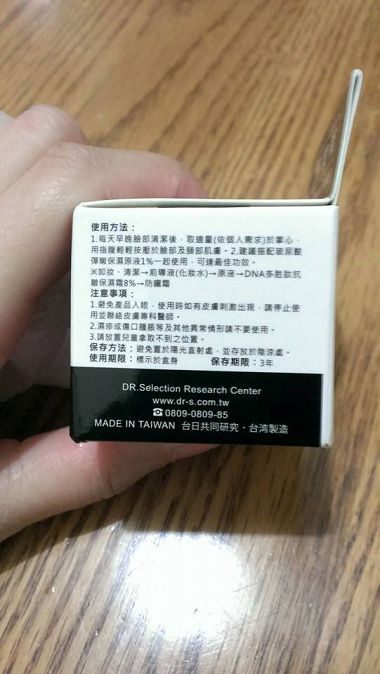 使用方法：
1.每天早晚臉部清潔後，取適量(依個人需求)於掌心，
用指腹輕輕按壓於臉部及頸部肌膚。2.建議搭配玻尿酸
彈嫩保濕原液1%一起使用，可達最佳功效。
※卸妝、清潔→前導液(化妝水)→原液→DNA多胜肽抗
皺保濕霜8%→防曬霜
注意事項：
1.避免產品入眼，使用時如有皮膚刺激出現，請停止使
用並聯絡皮膚專科醫師。
2.濕疹或傷口腫脹等及其他異常情形請不要使用。
3.請放置兒童拿取不到之位置。
保存方法：避免置於陽光直射處，並存放於陰涼處。
使用期限：標示於盒身 保存期限：3年
DR.Selection Research Center
www.dr-s.com.tw
☎0809-0809-85
MADE IN TAIWAN 台日共同研究・台湾製造